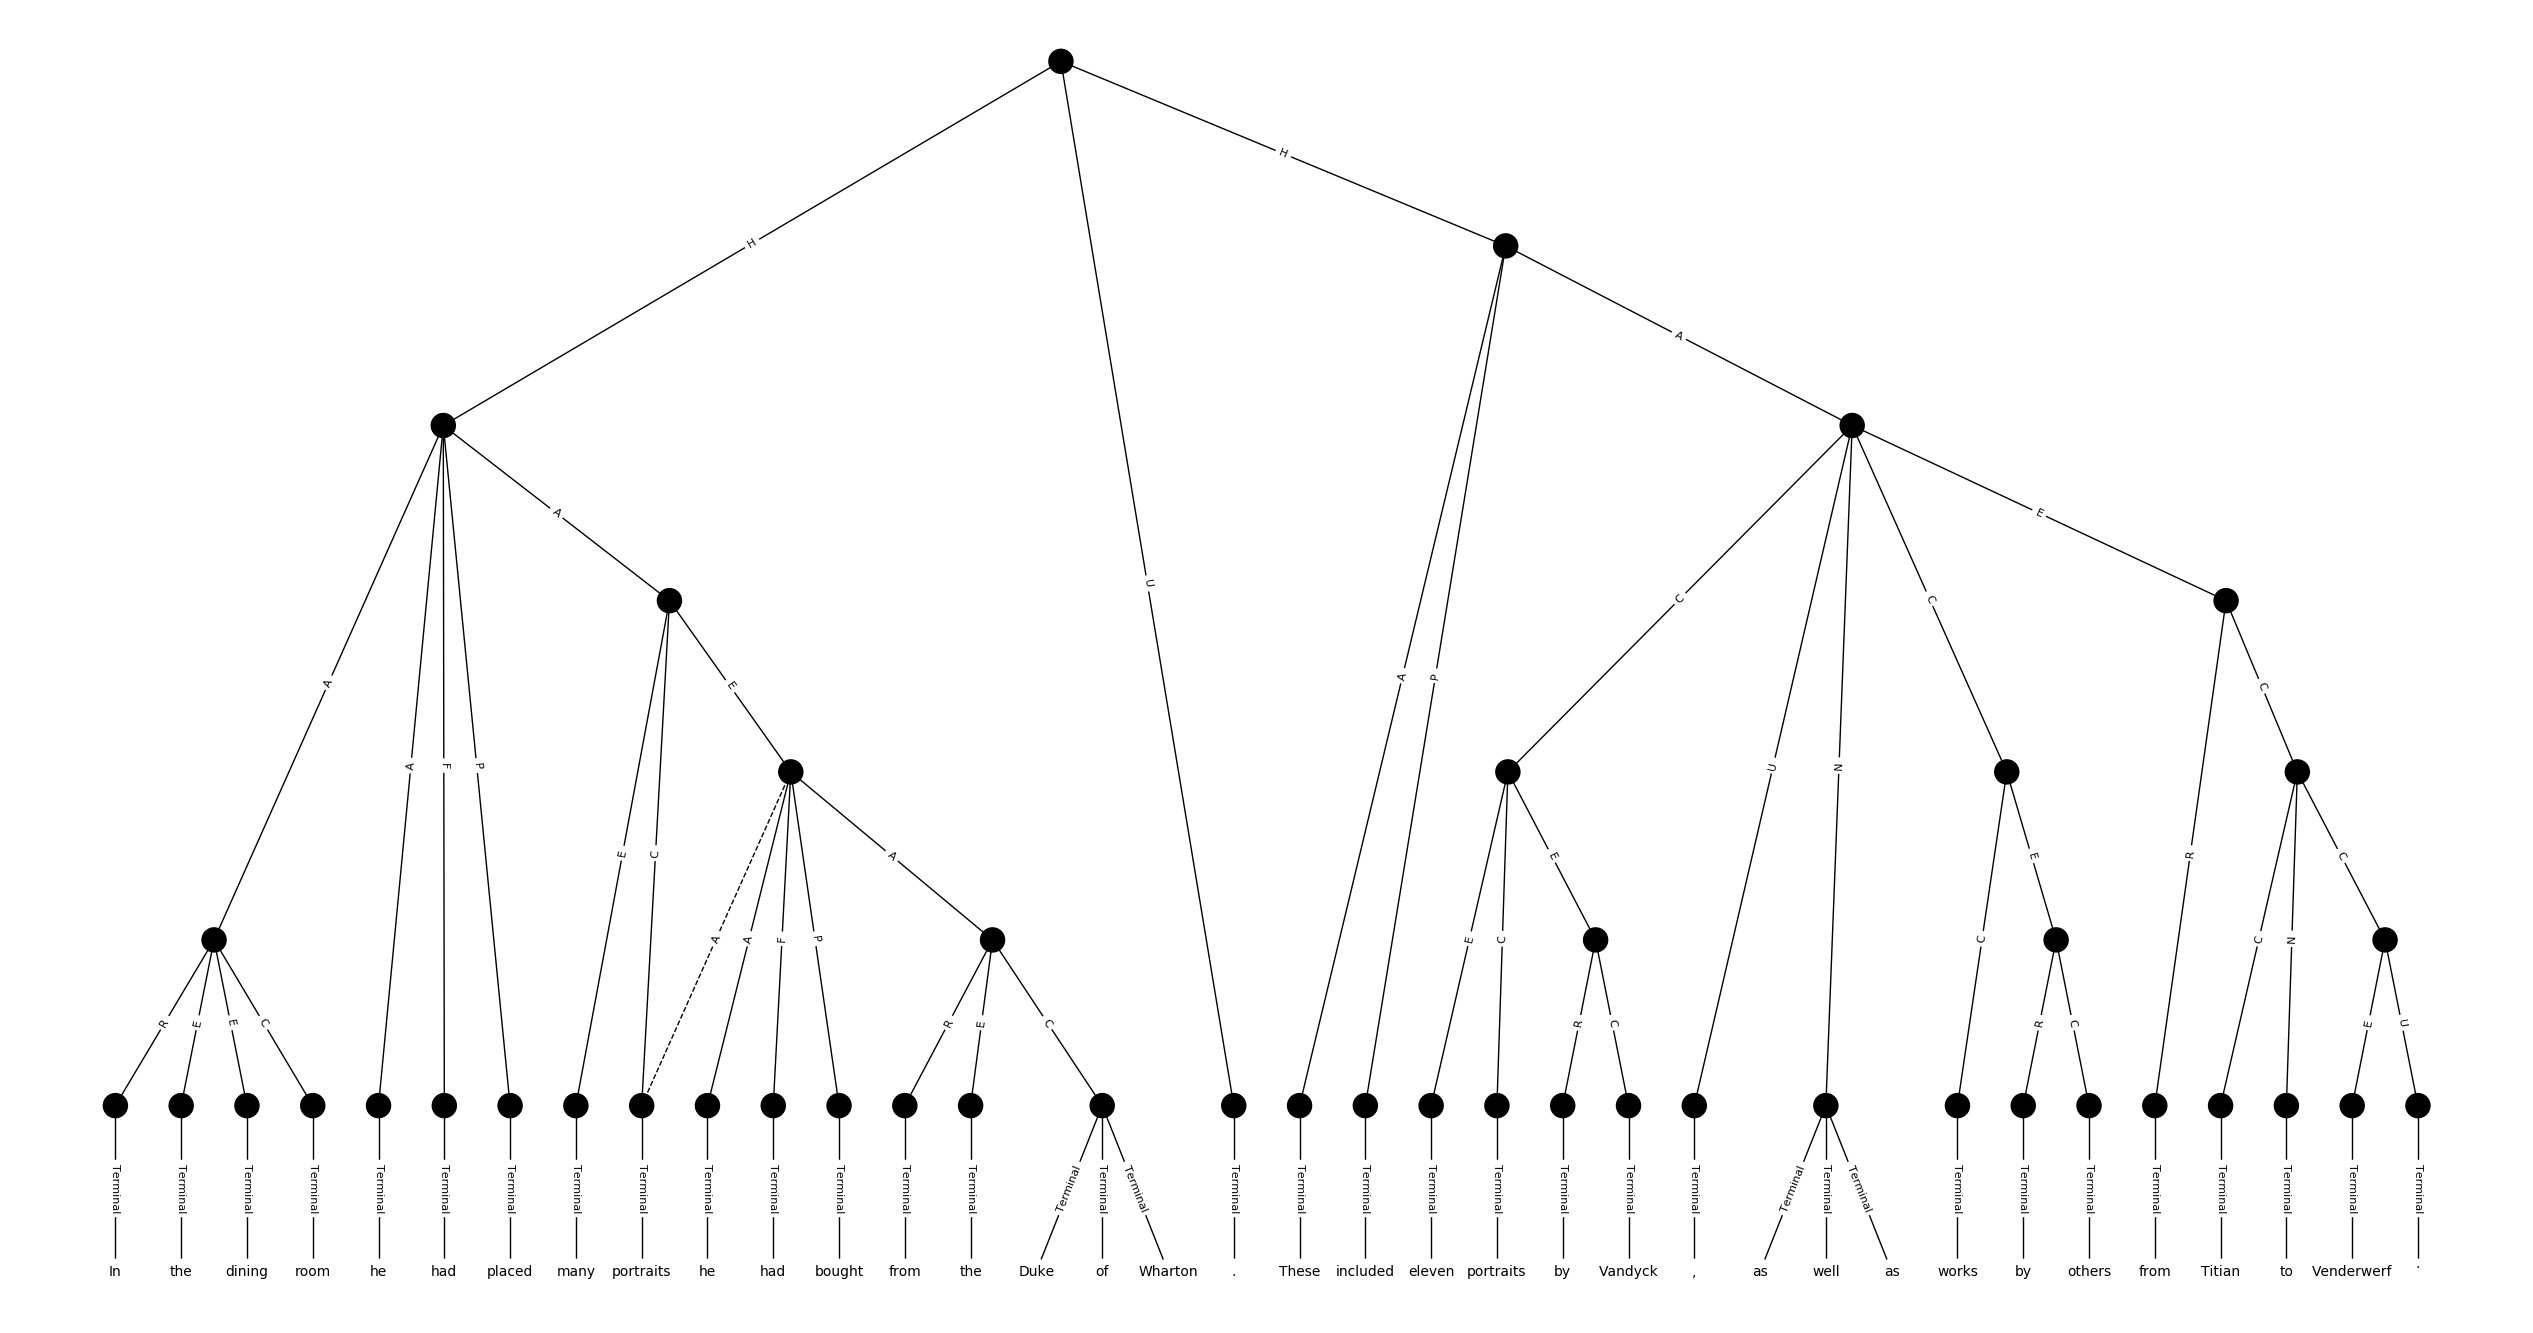 H
H
A
A
E
U
C
C
E
A
A
F
P
A
P
U
N
C
E
C
A
E
E
R
C
A
A
F
P
E
C
C
C
N
R
E
E
C
R
E
C
R
C
R
C
E
U
Terminal Terminal Terminal Terminal Terminal Terminal Terminal Terminal Terminal Terminal Terminal Terminal Terminal Terminal Terminal Terminal Terminal Terminal Terminal Terminal Terminal Terminal Terminal Terminal Terminal Terminal Terminal Terminal Terminal Terminal Terminal Terminal Terminal Terminal Terminal Terminal
In the dining room he had placed many portraits he had bought from the Duke of Wharton . These included eleven portraits by Vandyck , as well as works by others from Titian to Venderwerf .